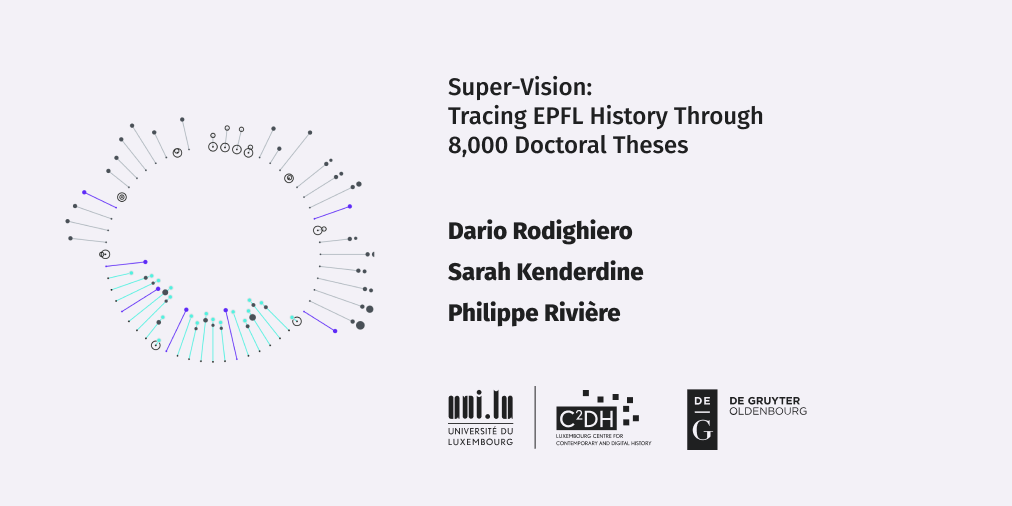 Super-Vision:
Tracing EPFL History Through
8,000 Doctoral Theses
Dario Rodighiero
Sarah Kenderdine
Philippe Rivière
uni.lu
UNIVERSITÉ DU
LUXEMBOURG
C²DH
LUXEMBOURG CENTRE FOR
CONTEMPORARY AND DIGITAL HISTORY
DE
G
DE GRUYTER
OLDENBOURG